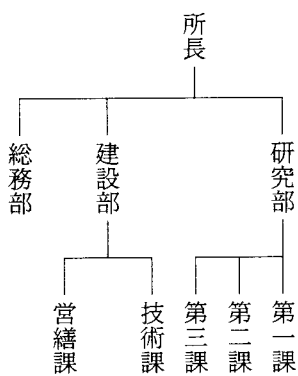 所長
研究部
建設部
総務部
第一課
第二課
第三課
技術課
営繕課